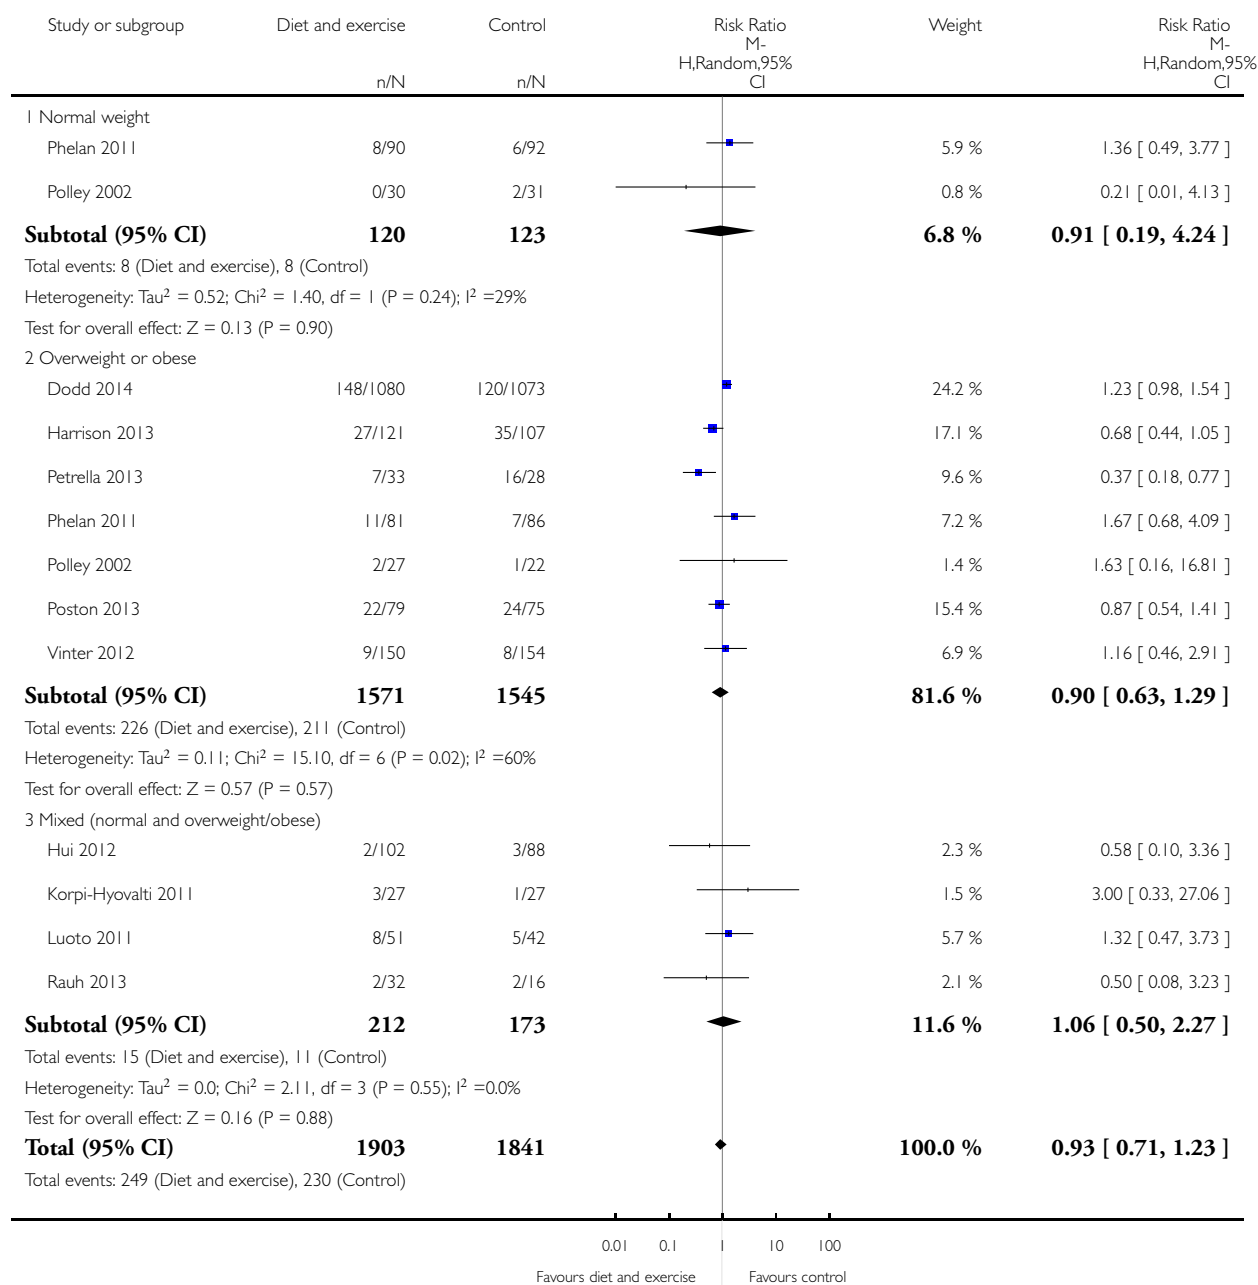 Study or subgroup Diet and exercise Control Risk Ratio Weight Risk Ratio
M- M-
H,Random,95% H,Random,95%
n/N n/N CI CI
1 Normal weight
Phelan 2011 8/90 6/92 5.9 % 1.36 [ 0.49, 3.77 ]
Polley 2002 0/30 2/31 0.8 % 0.21 [ 0.01, 4.13 ]
Subtotal (95% CI) 120 123 6.8 % 0.91 [ 0.19, 4.24 ]
Total events: 8 (Diet and exercise), 8 (Control)
Heterogeneity: Tau² = 0.52; Chi² = 1.40, df = 1 (P = 0.24); I² =29%
Test for overall effect: Z = 0.13 (P = 0.90)
2 Overweight or obese
Dodd 2014 148/1080 120/1073 24.2 % 1.23 [ 0.98, 1.54 ]
Harrison 2013 27/121 35/107 17.1 % 0.68 [ 0.44, 1.05 ]
Petrella 2013 7/33 16/28 9.6 % 0.37 [ 0.18, 0.77 ]
Phelan 2011 11/81 7/86 7.2 % 1.67 [ 0.68, 4.09 ]
Polley 2002 2/27 1/22 1.4 % 1.63 [ 0.16, 16.81 ]
Poston 2013 22/79 24/75 15.4 % 0.87 [ 0.54, 1.41 ]
Vinter 2012 9/150 8/154 6.9 % 1.16 [ 0.46, 2.91 ]
Subtotal (95% CI) 1571 1545 81.6 % 0.90 [ 0.63, 1.29 ]
Total events: 226 (Diet and exercise), 211 (Control)
Heterogeneity: Tau² = 0.11; Chi² = 15.10, df = 6 (P = 0.02); I² =60%
Test for overall effect: Z = 0.57 (P = 0.57)
3 Mixed (normal and overweight/obese)
Hui 2012 2/102 3/88 2.3 % 0.58 [ 0.10, 3.36 ]
Korpi-Hyovalti 2011 3/27 1/27 1.5 % 3.00 [ 0.33, 27.06 ]
Luoto 2011 8/51 5/42 5.7 % 1.32 [ 0.47, 3.73 ]
Rauh 2013 2/32 2/16 2.1 % 0.50 [ 0.08, 3.23 ]
Subtotal (95% CI) 212 173 11.6 % 1.06 [ 0.50, 2.27 ]
Total events: 15 (Diet and exercise), 11 (Control)
Heterogeneity: Tau² = 0.0; Chi² = 2.11, df = 3 (P = 0.55); I² =0.0%
Test for overall effect: Z = 0.16 (P = 0.88)
Total (95% CI) 1903 1841 100.0 % 0.93 [ 0.71, 1.23 ]
Total events: 249 (Diet and exercise), 230 (Control)
0.01 0.1 1 10 100
Favours diet and exercise Favours control